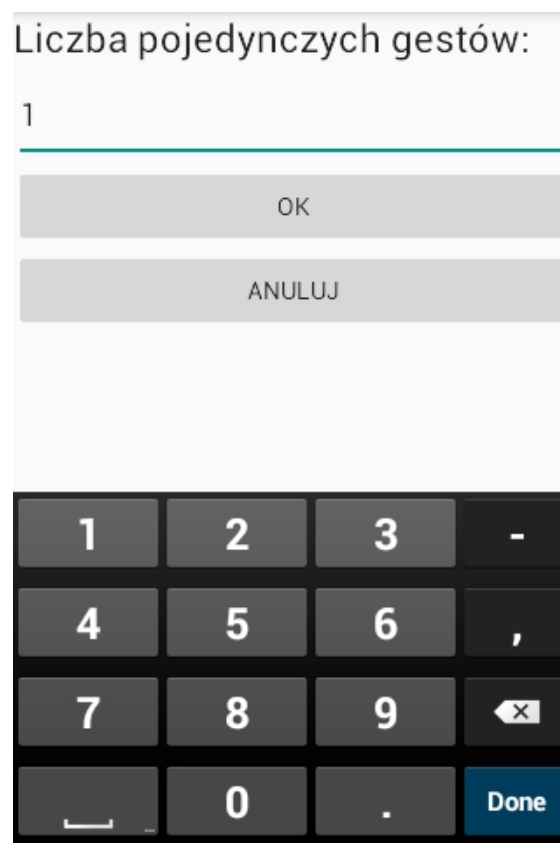 Liczba pojedynczych gestów:
1
OK
ANULUJ
1 2 3 -
4 5 6 ,
7 8 9
0 . Done